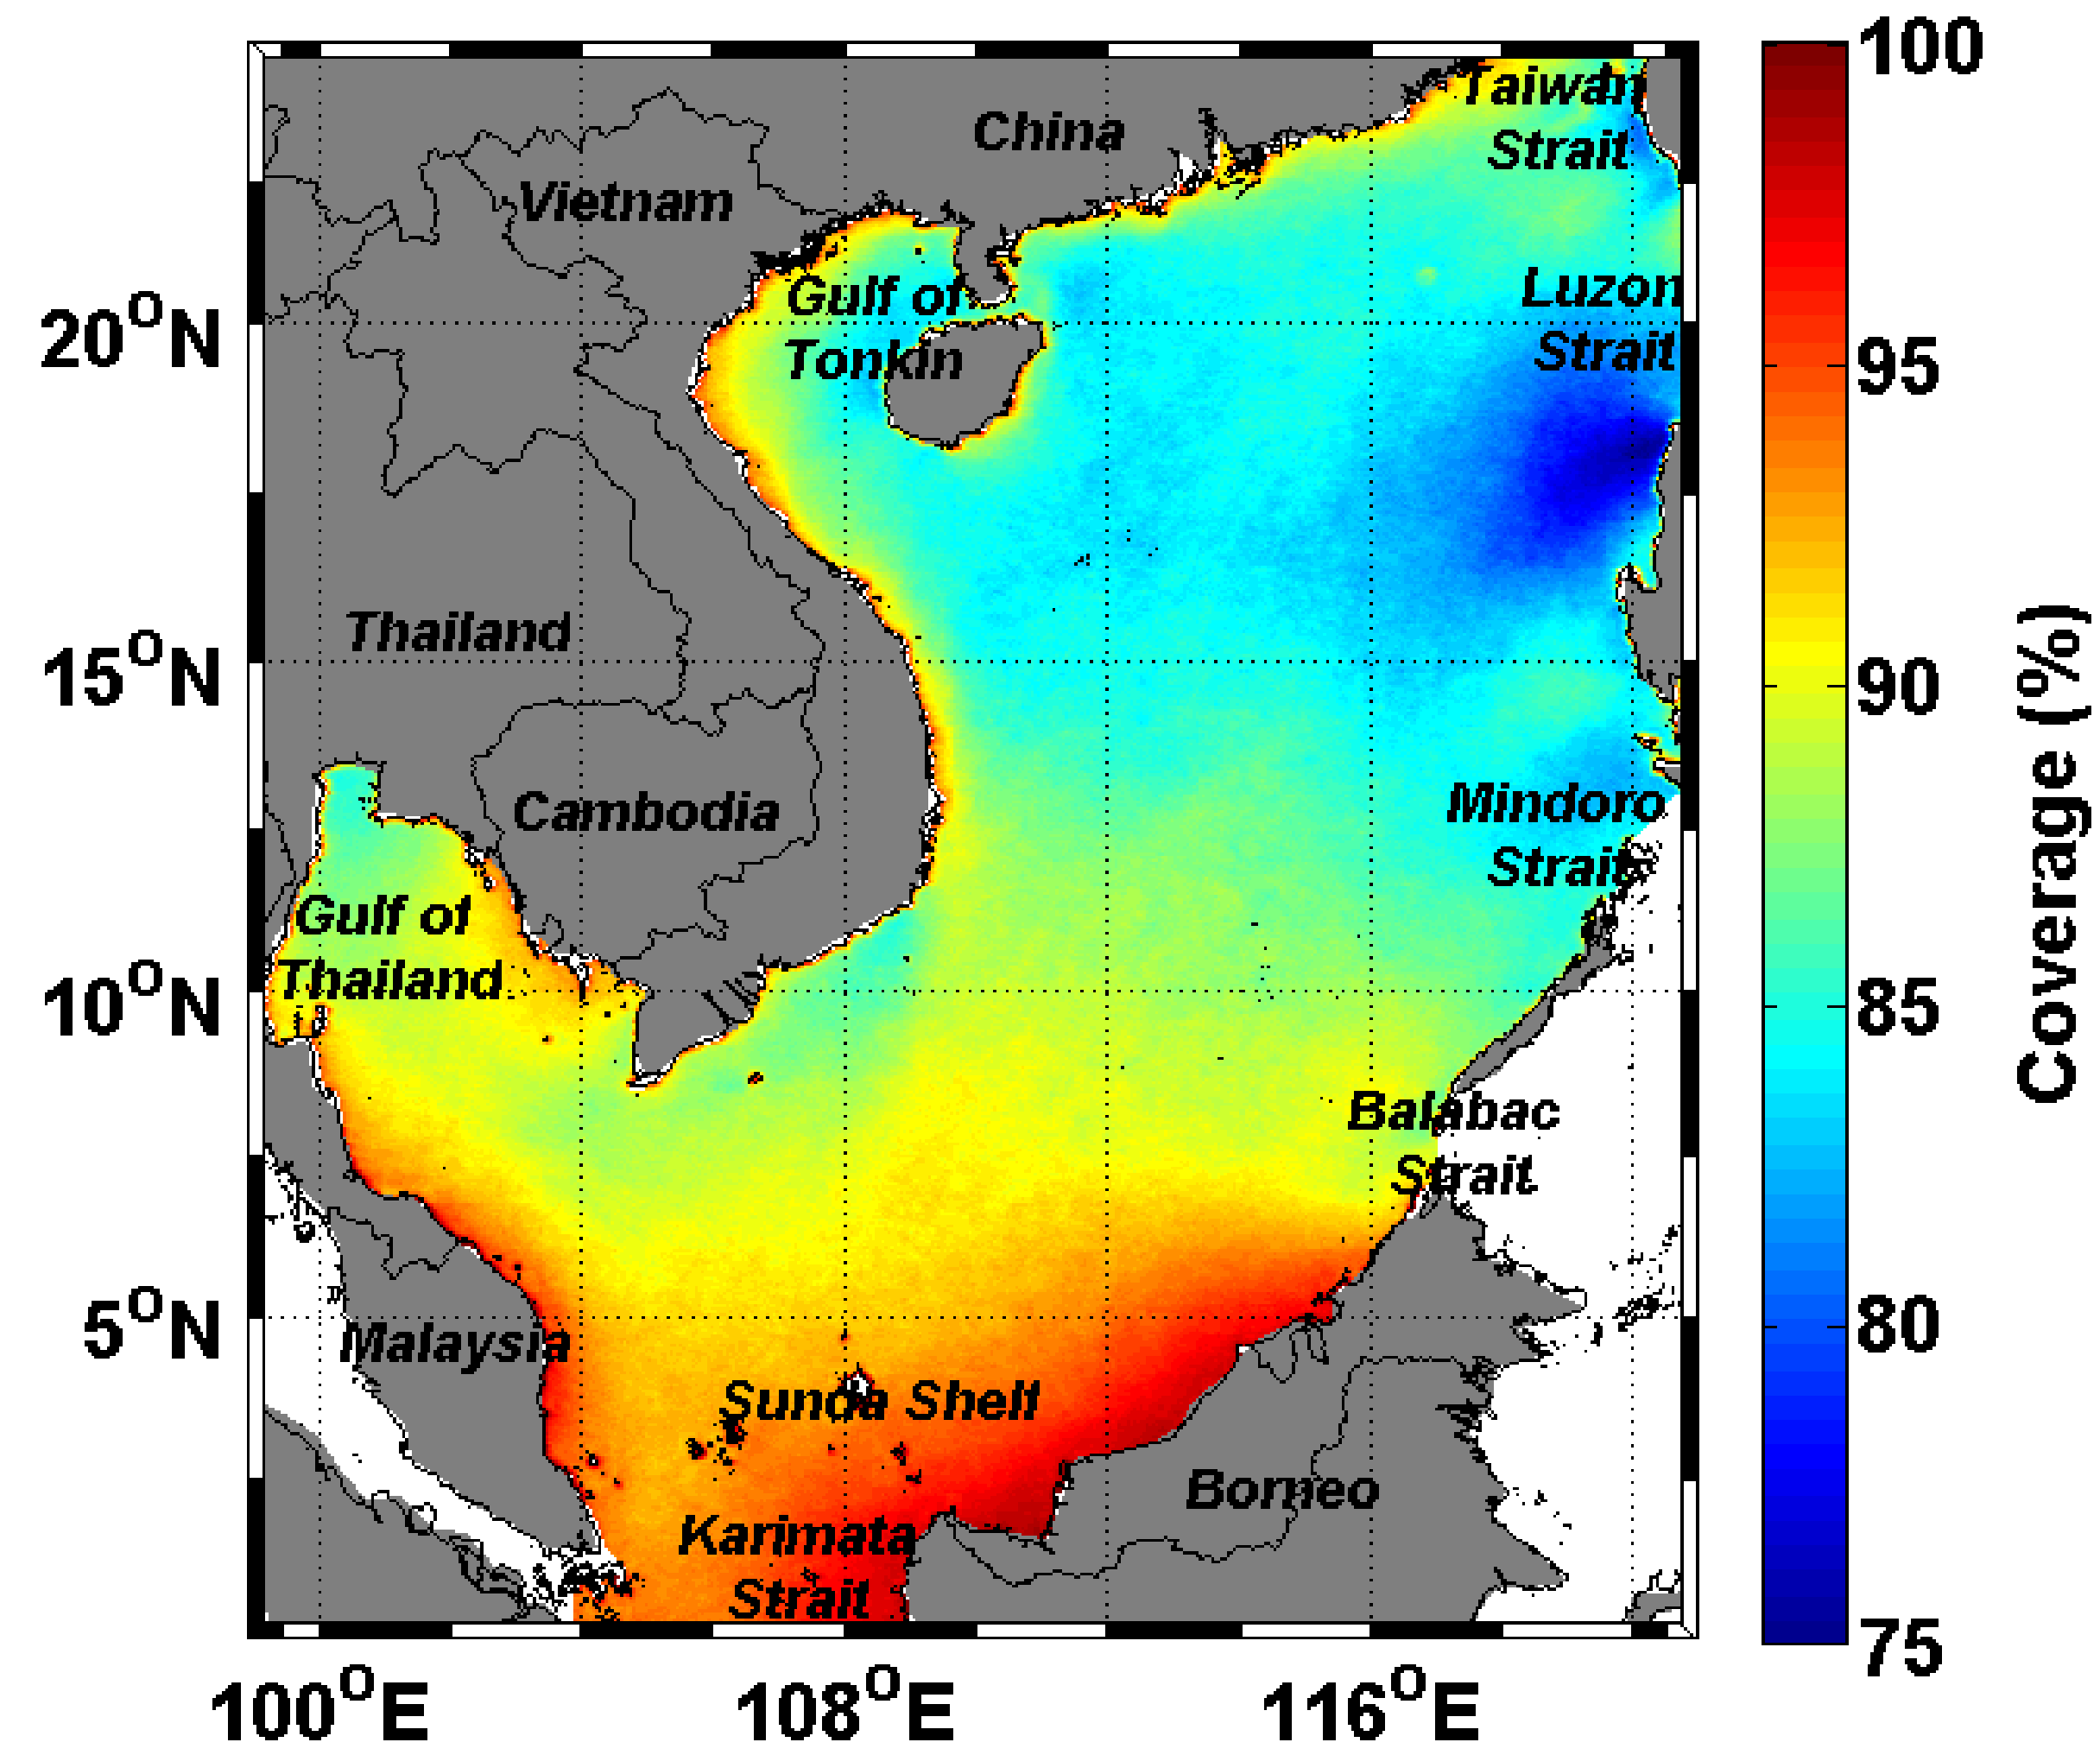 China
Vietnam
Taiwan
Strait
Gulf of
Tonkin
Luzon
Strait
Thailand
Cambodia
Mindoro
Strait
Gulf of
Thailand
Balabac
Strait
Malaysia
Sunda Shelf
Borneo
Karimata
Strait
20°N
15°N
10°N
5°N
100°E
108°E
116°E
100
95
90
85
80
75
Coverage (%)